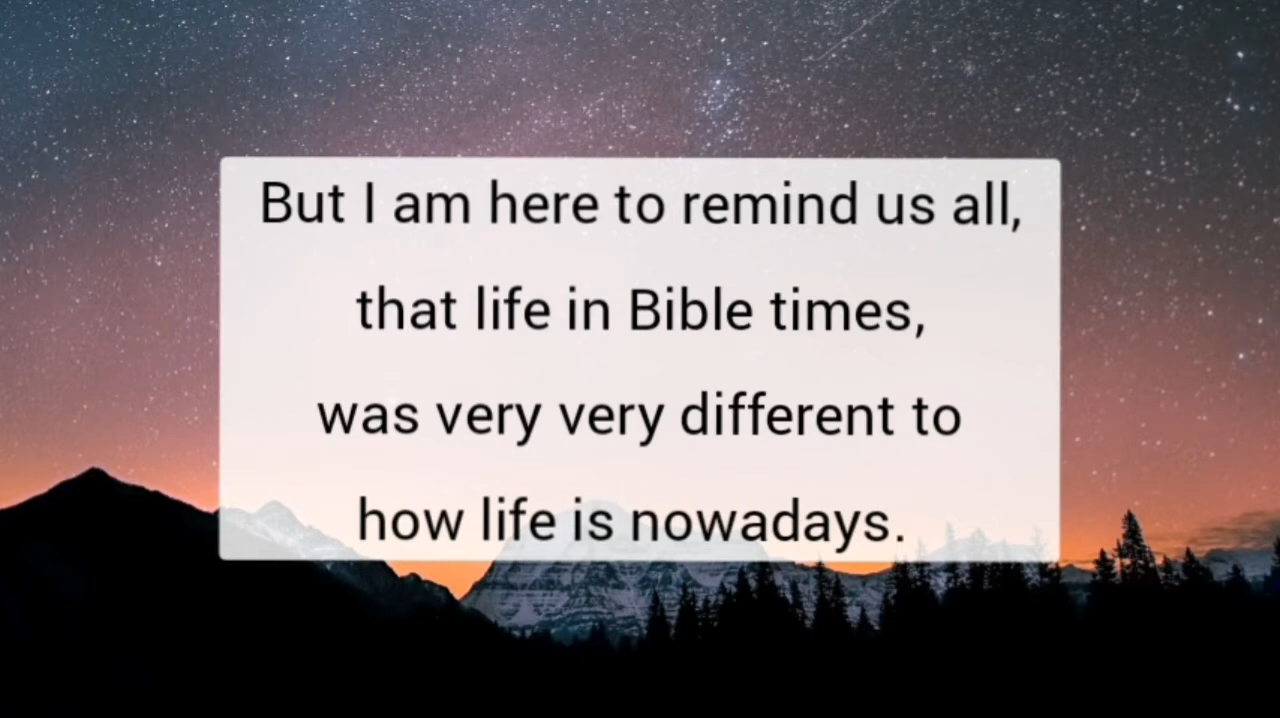 But I am here to remind us all,
that life in Bible times,
was very very different to
how life is nowadays.